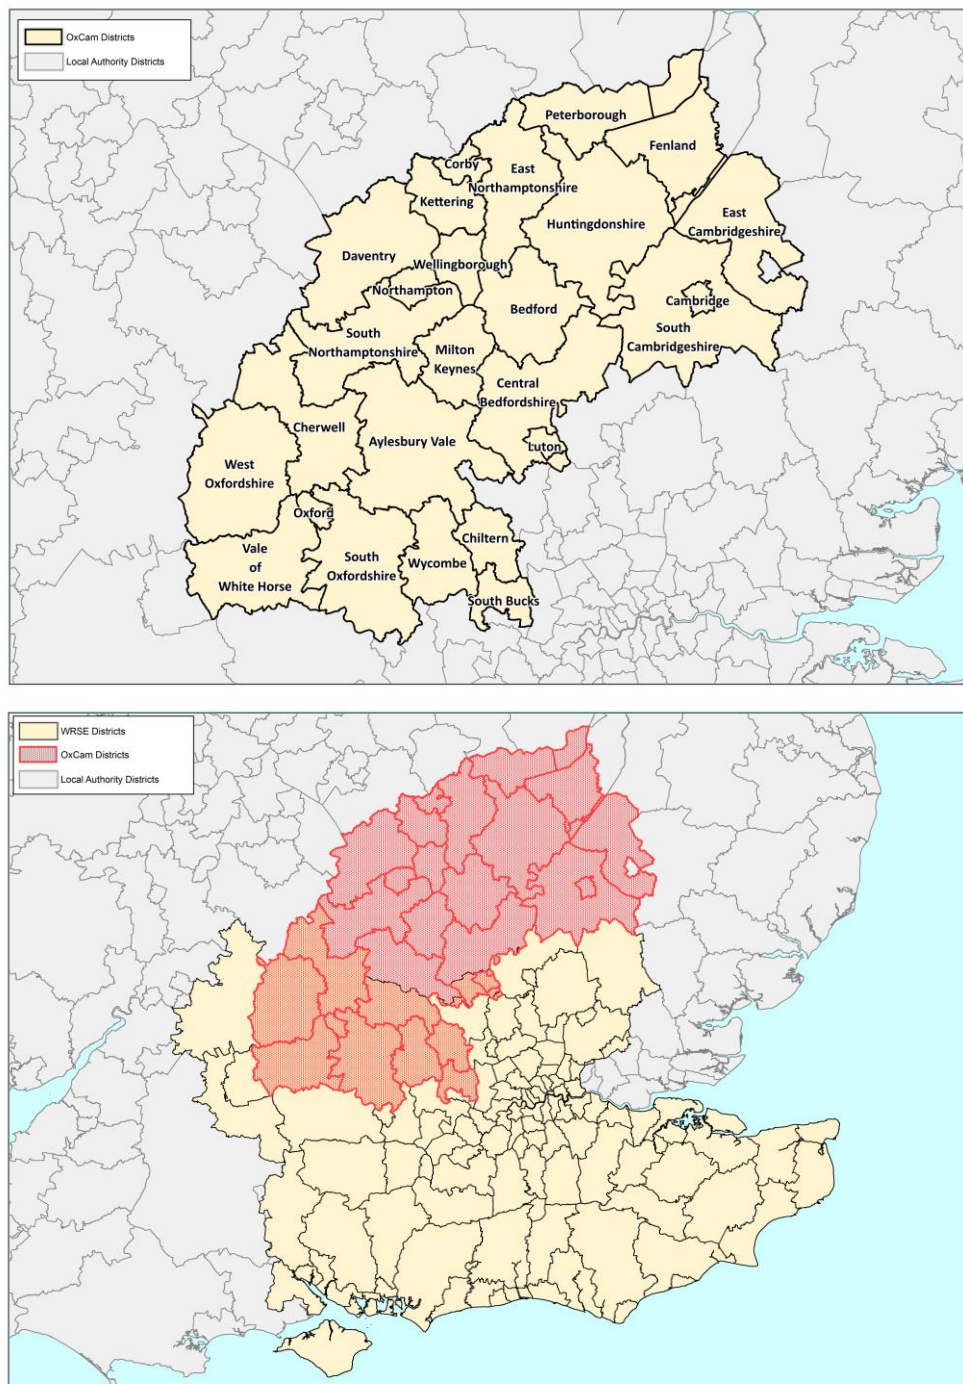 OxCam Districts
Local Authority Districts
Peterborough
Fenland
Corby
East
Northamptonshire
Kettering
Huntingdonshire
East
Cambridgeshire
Daventry
Wellingborough
Northampton
Bedford
Cambridge
South
Northamptonshire
Milton
Keynes
South
Cambridgeshire
Central
Bedfordshire
Cherwell
Aylesbury Vale
Luton
West
Oxfordshire
Oxford
Vale
of
White Horse
South
Oxfordshire
Wycombe
Chiltern
South Bucks
WRSE Districts
OxCam Districts
Local Authority Districts